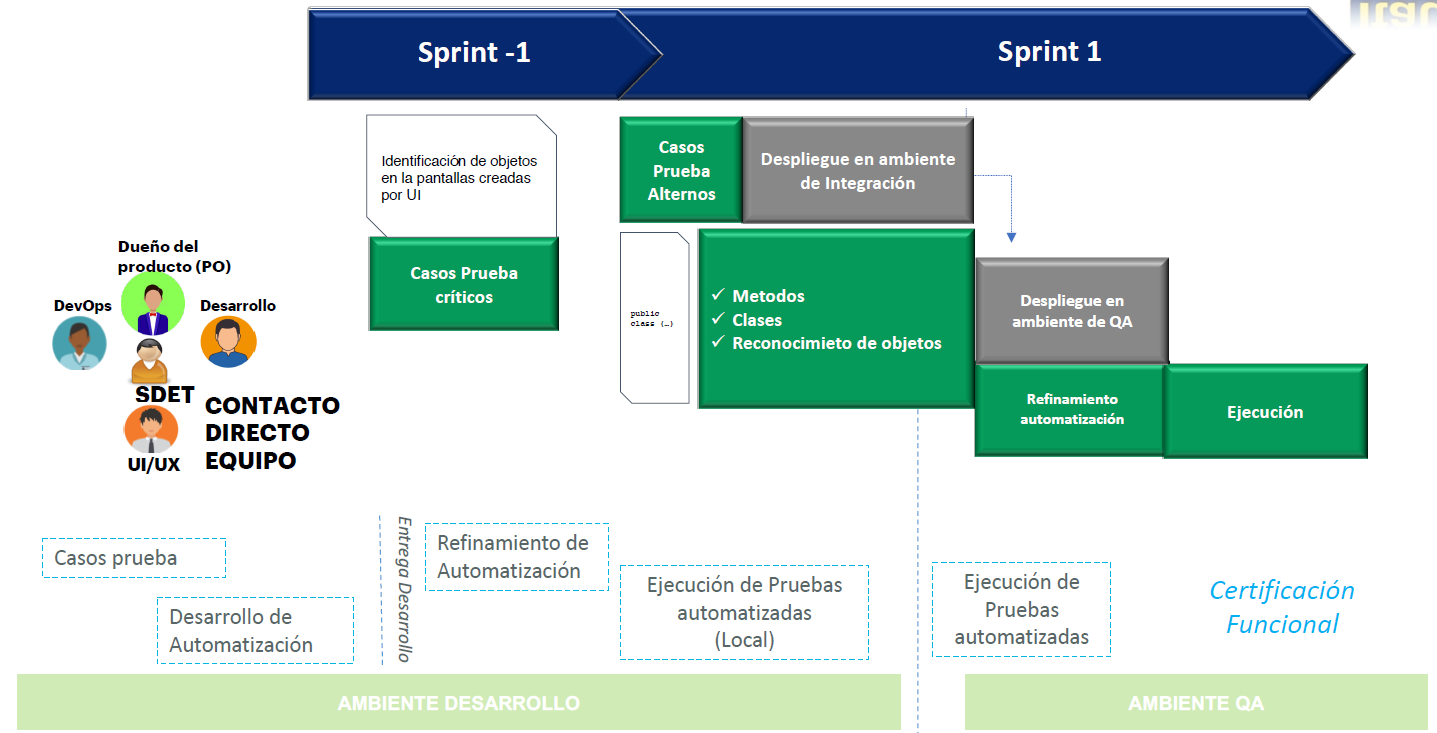 Sprint -1
Sprint 1
Identificación de objetos
en la pantallas creadas
por UI
Casos Prueba
críticos
Casos
Prueba
Alternos
Despliegue en ambiente
de Integración
public
class (…)
✓ Metodos
✓ Clases
✓ Reconocimieto de objetos
Despliegue en
ambiente de QA
Refinamiento
automatización
Ejecución
Dueño del
producto (PO)
DevOps
Desarrollo
SDET
UI/UX
CONTACTO
DIRECTO
EQUIPO
Casos prueba
Desarrollo de
Automatización
Entrega Desarrollo
Refinamiento de
Automatización
Ejecución de Pruebas
automatizadas
(Local)
Ejecución de
Pruebas
automatizadas
Certificación
Funcional
AMBIENTE DESARROLLO
AMBIENTE QA